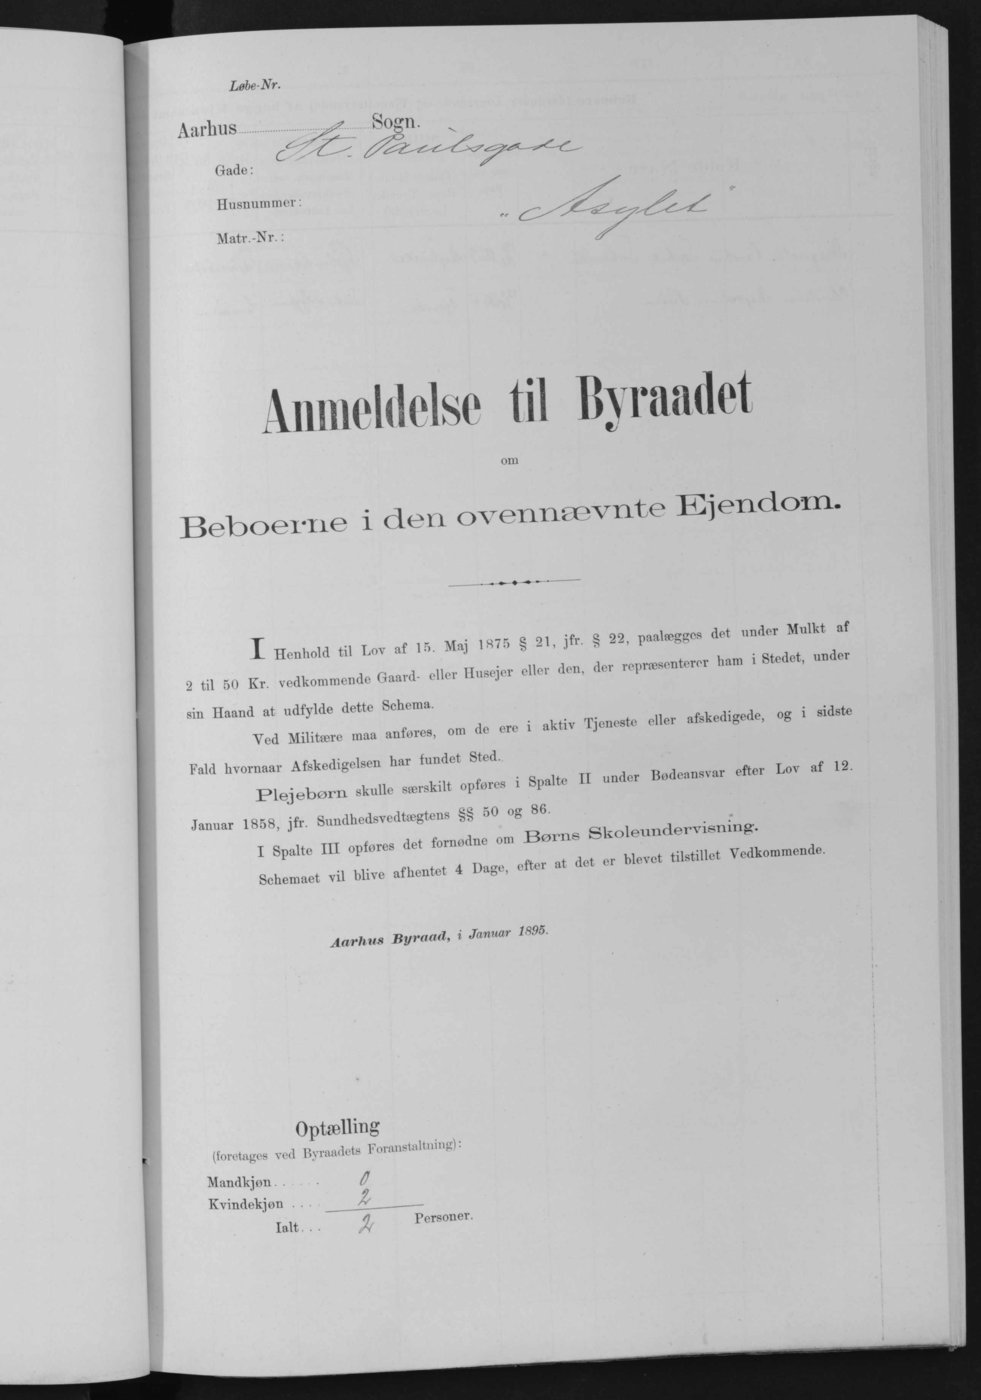 Løbe-Nr.
Aarhus Sogn.
Gade: St. Paulsgade
Husnummer: "Asylet"
Matr.-Nr.:
Anmeldelse til Byraadet
om
Beboerne i den ovennævnte Ejendom.
I Henhold til Lov af 15. Maj 1875 § 21, jfr. § 22, paalægges det under Mulkt af
2 til 50 Kr. vedkommende Gaard- eller Husejer eller den, der repræsenterer ham i Stedet, under
sin Haand at udfylde dette Schema.
Ved Militære maa anføres, om de ere i aktiv Tjeneste eller afskedigede, og i sidste
Fald hvornaar Afskedigelsen har fundet Sted.
Plejebørn skulle særskilt opføres i Spalte II under Bødeansvar efter Lov af 12.
Januar 1858, jfr. Sundhedsvedtægtens §§ 50 og 86.
I Spalte III opføres det fornødne om Børns Skoleundervisning.
Schemaet vil blive afhentet 4 Dage, efter at det er blevet tilstillet Vedkommende.
Aarhus Byraad, i Januar 1895.
Optælling
(foretages ved Byraadets Foranstaltning):
Mandkjøn...... 0
Kvindekjøn .... 2
Ialt... 2 Personer.